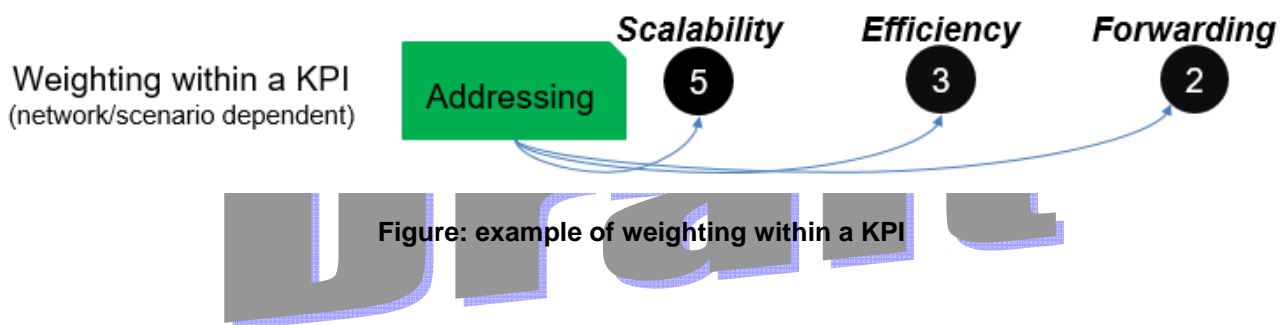 Scalability Efficiency Forwarding
Weighting within a KPI
(network/scenario dependent)
Addressing
5 3 2
Figure: example of weighting within a KPI
Draft